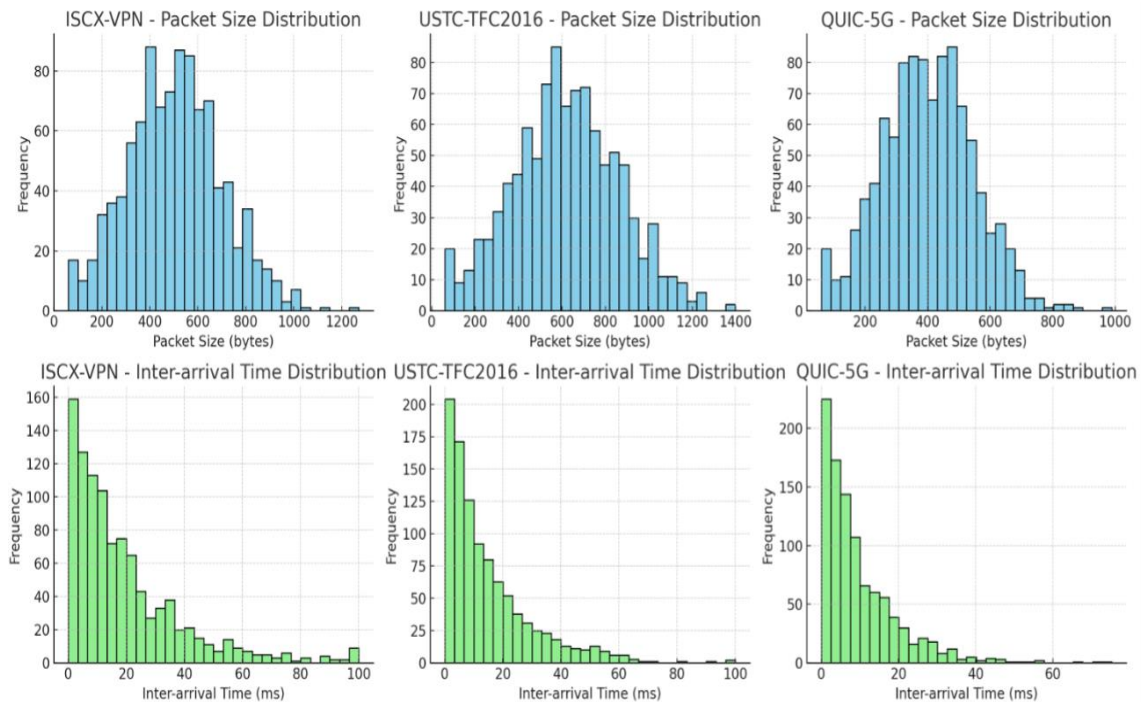 ISCX-VPN - Packet Size Distribution
USTC-TFC2016 - Packet Size Distribution
QUIC-5G - Packet Size Distribution
Frequency
80
60
40
20
0
0 200 400 600 800 1000 1200
Packet Size (bytes)
Frequency
80
70
60
50
40
30
20
10
0
0 200 400 600 800 1000 1200 1400
Packet Size (bytes)
Frequency
80
70
60
50
40
30
20
10
0
200 400 600 800 1000
Packet Size (bytes)
ISCX-VPN - Inter-arrival Time Distribution
USTC-TFC2016 - Inter-arrival Time Distribution
QUIC-5G - Inter-arrival Time Distribution
Frequency
160
140
120
100
80
60
40
20
0
0 20 40 60 80 100
Inter-arrival Time (ms)
Frequency
200
175
150
125
100
75
50
25
0
0 20 40 60 80 100
Inter-arrival Time (ms)
Frequency
200
150
100
50
0
0 20 40 60
Inter-arrival Time (ms)